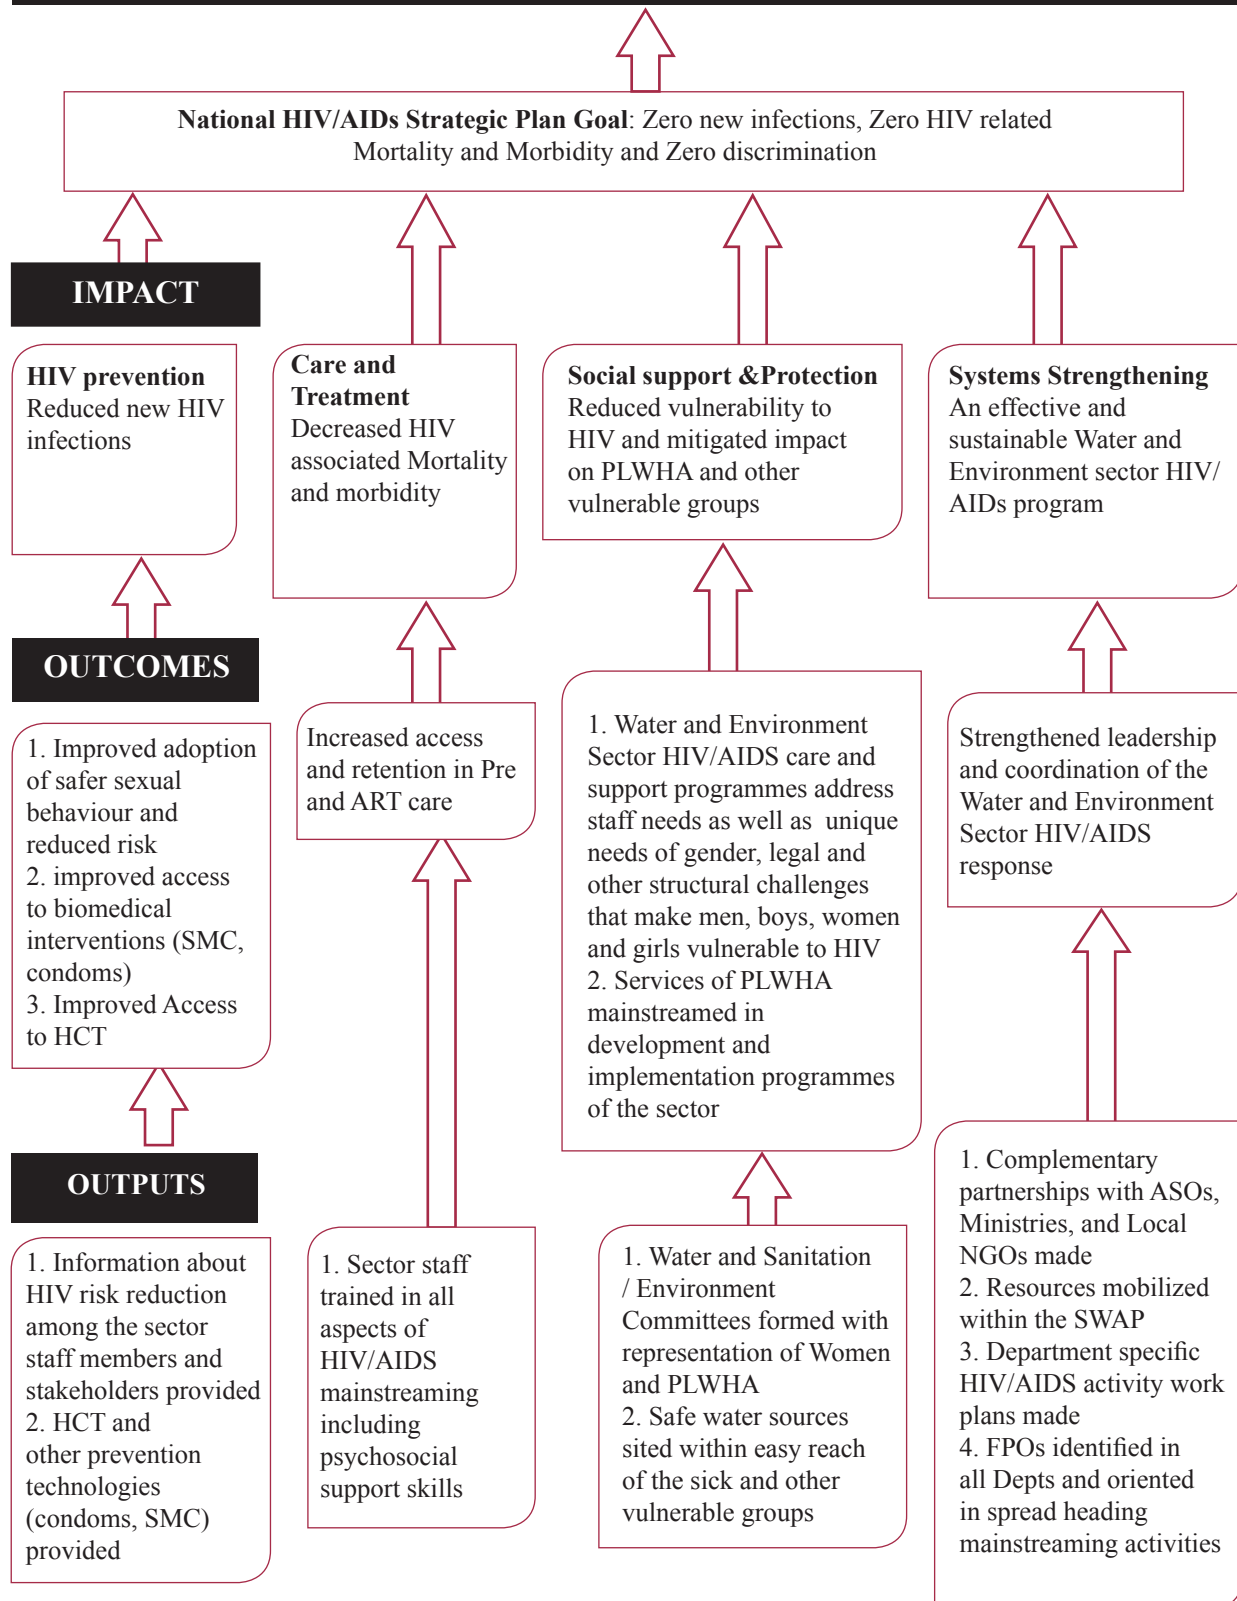 National HIV/AIDs Strategic Plan Goal: Zero new infections, Zero HIV related
Mortality and Morbidity and Zero discrimination
IMPACT
HIV prevention
Reduced new HIV
infections
Care and
Treatment
Decreased HIV
associated Mortality
and morbidity
Social support &Protection
Reduced vulnerability to
HIV and mitigated impact
on PLWHA and other
vulnerable groups
Systems Strengthening
An effective and
sustainable Water and
Environment sector HIV/
AIDs program
OUTCOMES
1. Improved adoption
of safer sexual
behaviour and
reduced risk
2. improved access
to biomedical
interventions (SMC,
condoms)
3. Improved Access
to HCT
Increased access
and retention in Pre
and ART care
1. Water and Environment
Sector HIV/AIDS care and
support programmes address
staff needs as well as unique
needs of gender, legal and
other structural challenges
that make men, boys, women
and girls vulnerable to HIV
2. Services of PLWHA
mainstreamed in
development and
implementation programmes
of the sector
Strengthened leadership
and coordination of the
Water and Environment
Sector HIV/AIDS
response
OUTPUTS
1. Information about
HIV risk reduction
among the sector
staff members and
stakeholders provided
2. HCT and
other prevention
technologies
(condoms, SMC)
provided
1. Sector staff
trained in all
aspects of
HIV/AIDS
mainstreaming
including
psychosocial
support skills
1. Water and Sanitation
/ Environment
Committees formed with
representation of Women
and PLWHA
2. Safe water sources
sited within easy reach
of the sick and other
vulnerable groups
1. Complementary
partnerships with ASOs,
Ministries, and Local
NGOs made
2. Resources mobilized
within the SWAP
3. Department specific
HIV/AIDS activity work
plans made
4. FPOs identified in
all Depts and oriented
in spread heading
mainstreaming activities